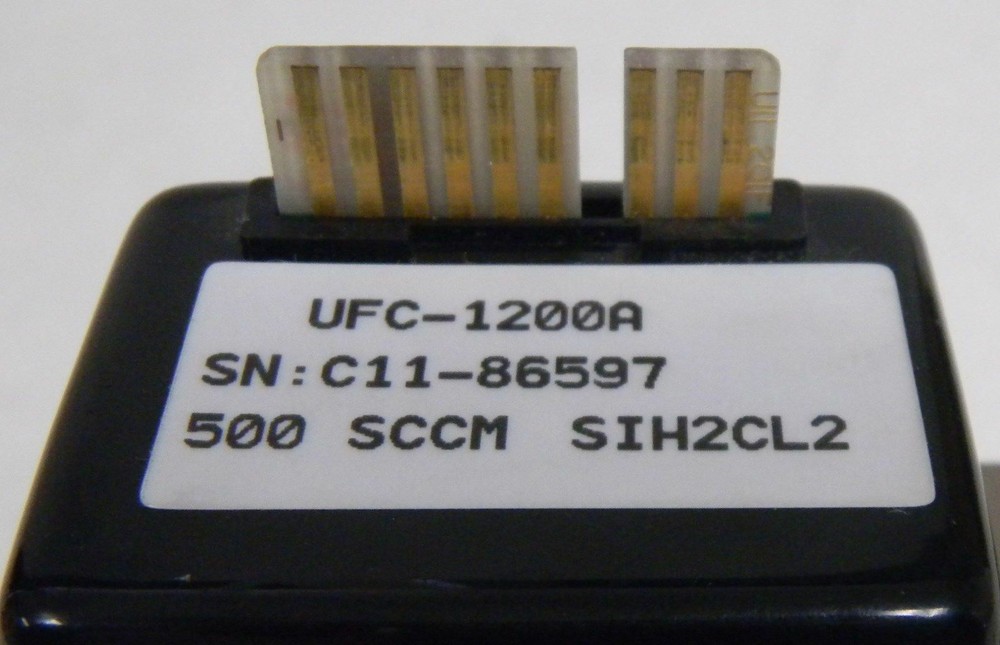 UFC-1200A
SN:C11-86597
500 SCCM SIH2CL2